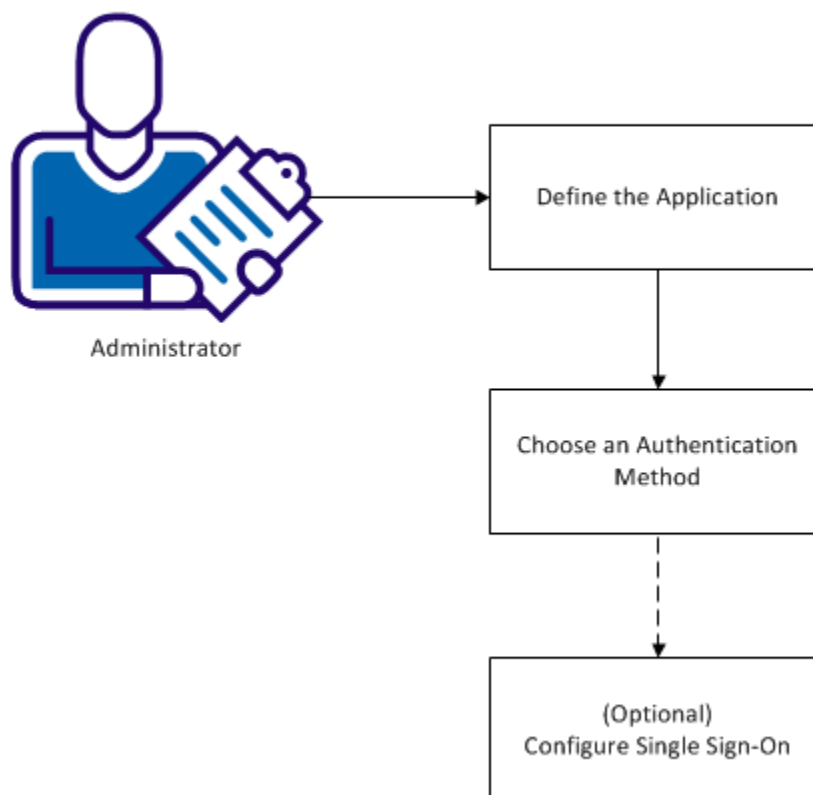 Administrator
Define the Application
Choose an Authentication
Method
(Optional)
Configure Single Sign-On